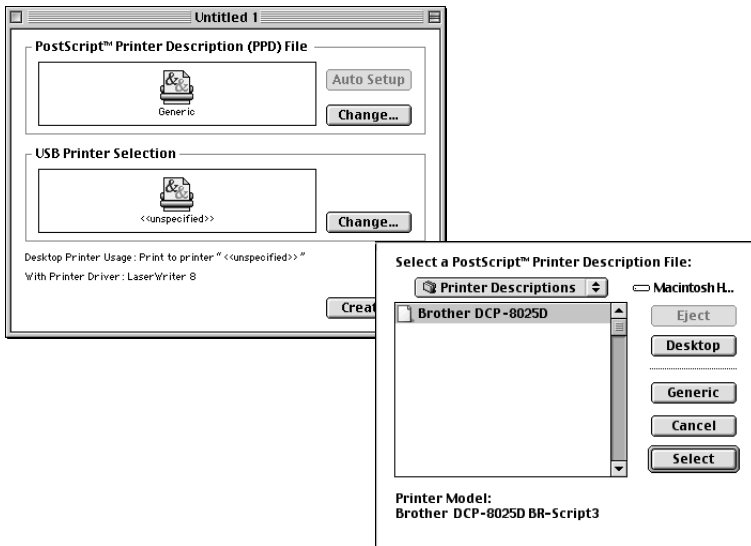 Untitled 1
PostScript™ Printer Description (PPD) File
Generic
Auto Setup
Change...
USB Printer Selection
<<unspecified>>
Change...
Desktop Printer Usage : Print to printer " <<unspecified>> "
With Printer Driver : LaserWriter 8
Creat
Select a PostScript™ Printer Description File:
Printer Descriptions
Macintosh H...
Brother DCP-8025D
Eject
Desktop
Generic
Cancel
Select
Printer Model:
Brother DCP-8025D BR-Script3